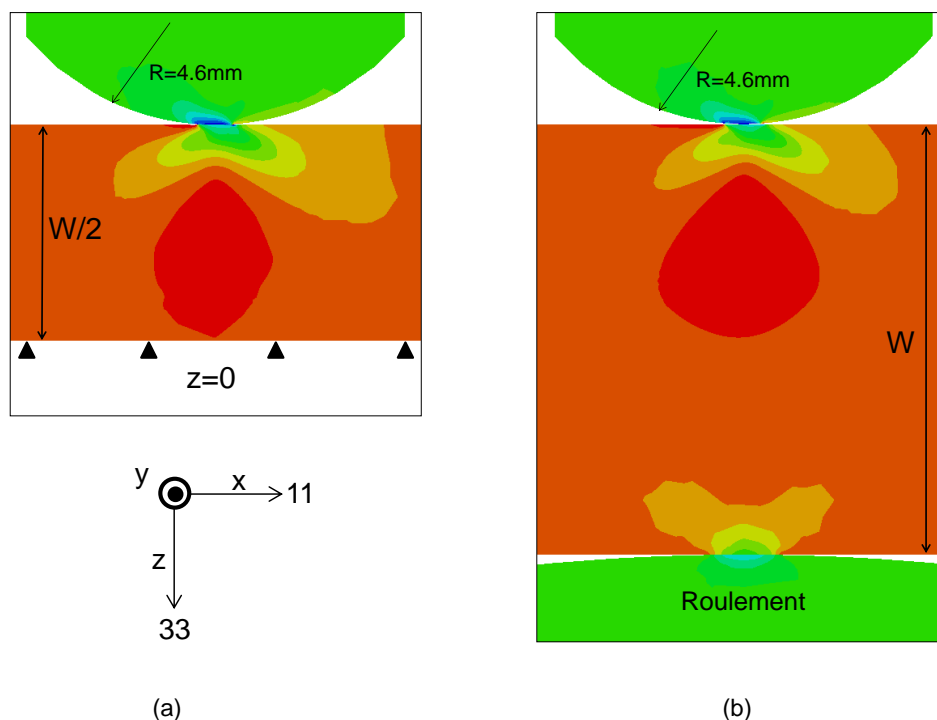 R=4.6mm
W/2
z=0
y
x
11
z
33
(a)
R=4.6mm
W
Roulement
(b)